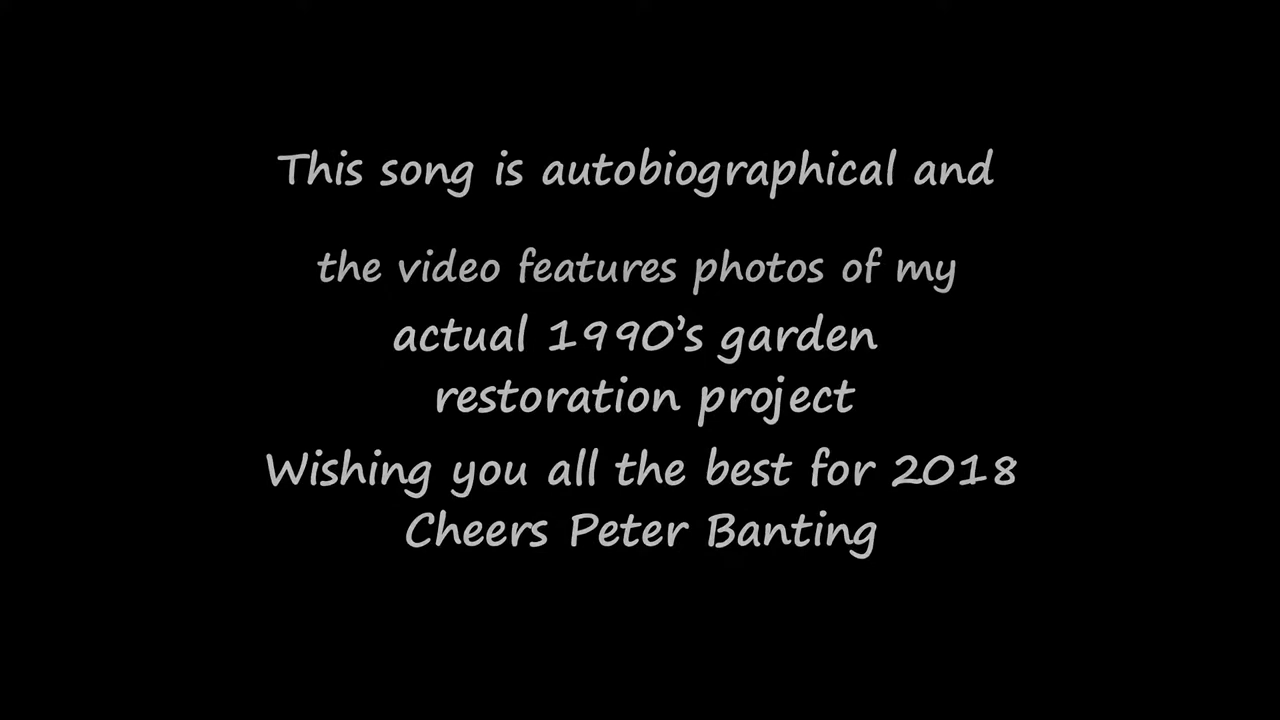 This song is autobiographical and
the video features photos of my
actual 1990’s garden
restoration project
Wishing you all the best for 2018
Cheers Peter Banting